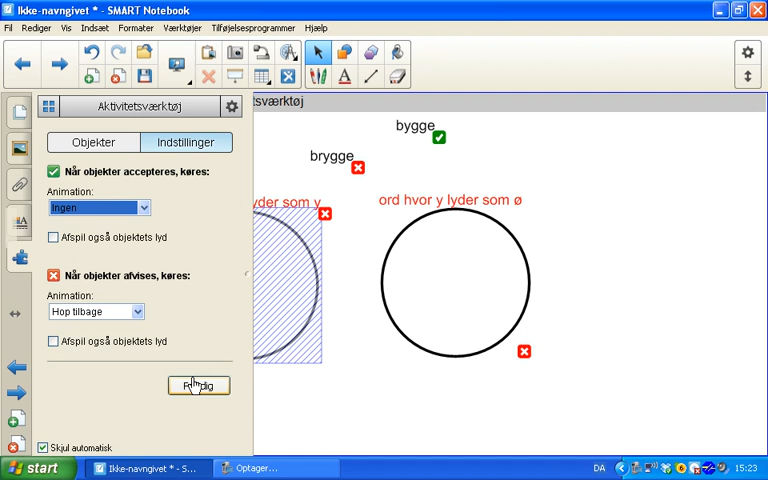 Ikke-navngivet * - SMART Notebook
Fil Rediger Vis Indsæt Formater Værktøjer Tilføjelsesprogrammer Hjælp
Aktivitetsværktøj
tsværktøj
Objekter Indstillinger
Når objekter accepteres, køres:
Animation:
Ingen
Afspil også objektets lyd
Når objekter afvises, køres:
Animation:
Hop tilbage
Afspil også objektets lyd
Skjul automatisk
bygge
brygge
yder som y
ord hvor y lyder som ø
start
Ikke-navngivet * - S...
Optager...
DA
15:23